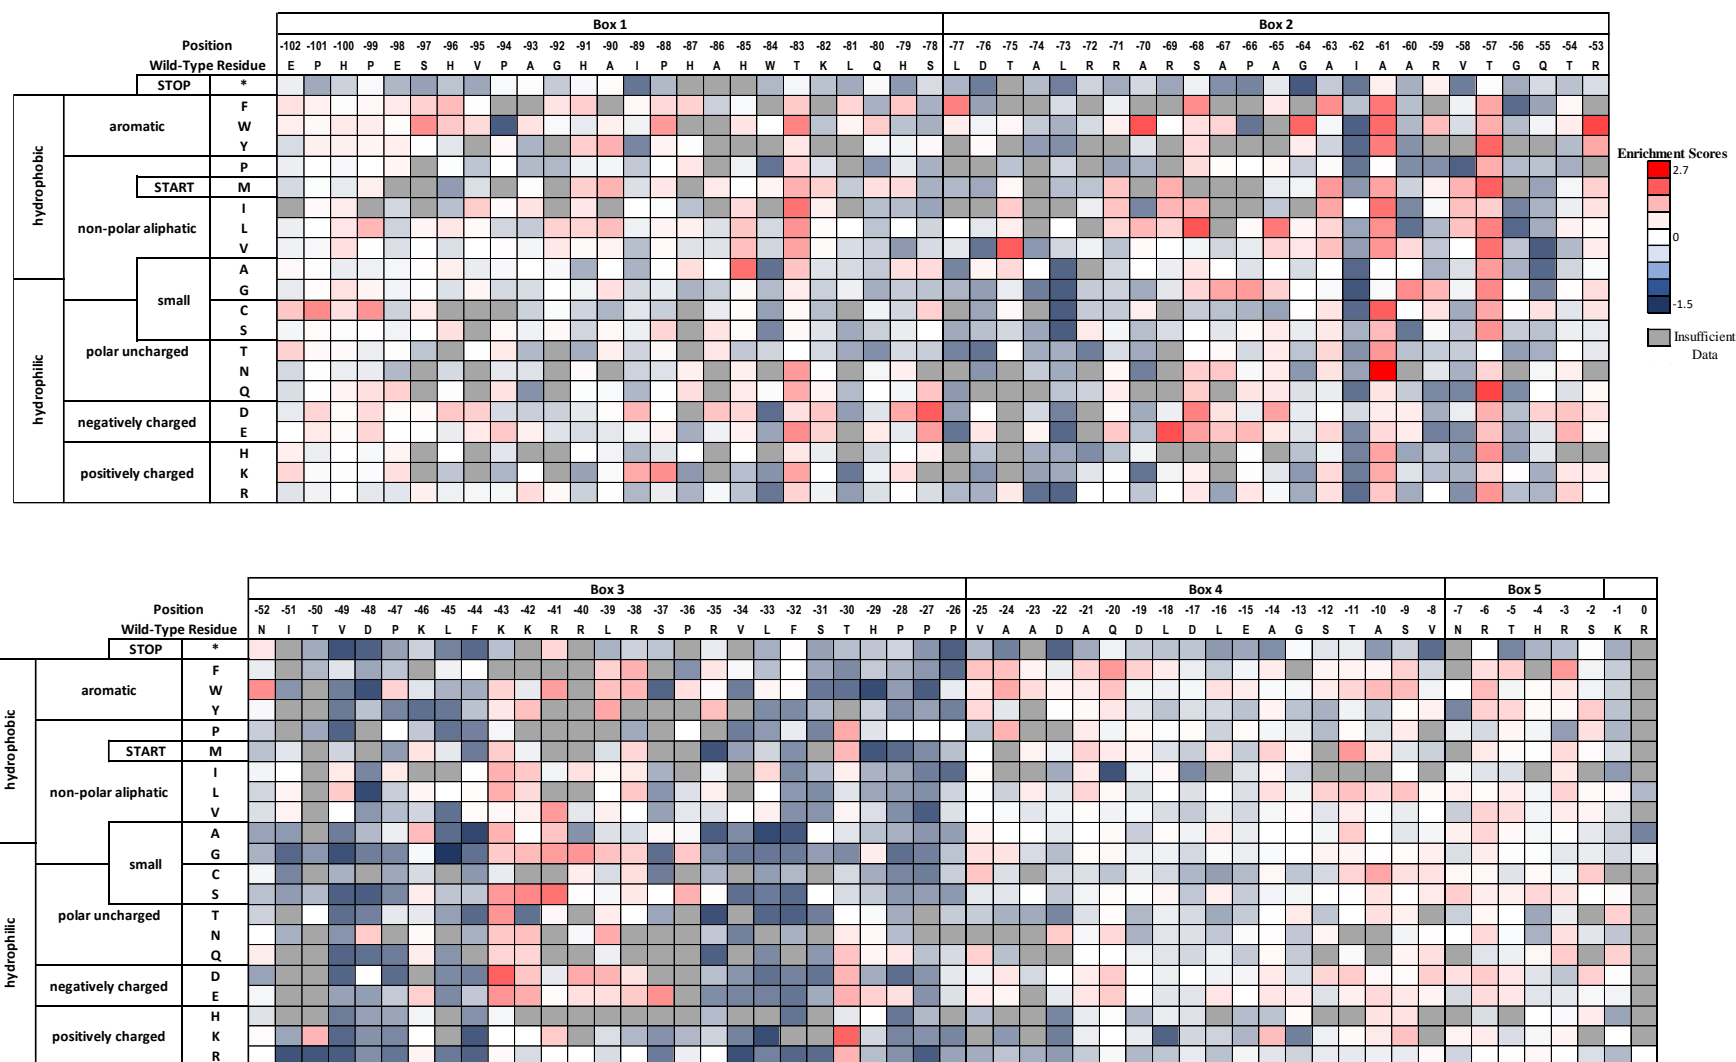 Box 1 Box 2
Position -102 -101 -100 -99 -98 -97 -96 -95 -94 -93 -92 -91 -90 -89 -88 -87 -86 -85 -84 -83 -82 -81 -80 -79 -78 -77 -76 -75 -74 -73 -72 -71 -70 -69 -68 -67 -66 -65 -64 -63 -62 -61 -60 -59 -58 -57 -56 -55 -54 -53
Wild-Type Residue E P H P E S H V P A G H A I P H A H W T K L Q H S L D T A L R R A R S A P A G A I A A R V T G Q T R
STOP *
hydrophobic
aromatic
F
W
Y
P
START M
I
non-polar aliphatic L
V
A
small
G
hydrophilic
C
S
polar uncharged T
N
Q
negatively charged
D
E
H
positively charged K
R
Enrichment Scores
2.7
0
-1.5
Insufficient
Data
Box 3 Box 4 Box 5
Position -52 -51 -50 -49 -48 -47 -46 -45 -44 -43 -42 -41 -40 -39 -38 -37 -36 -35 -34 -33 -32 -31 -30 -29 -28 -27 -26 -25 -24 -23 -22 -21 -20 -19 -18 -17 -16 -15 -14 -13 -12 -11 -10 -9 -8 -7 -6 -5 -4 -3 -2 -1 0
Wild-Type Residue N I T V D P K L F K K R R L R S P R V L F S T H P P P V A A D A Q D L D L E A G S T A S V N R T H R S K R
STOP *
hydrophobic
aromatic
F
W
Y
P
START M
I
non-polar aliphatic L
V
A
small
G
hydrophilic
C
S
polar uncharged T
N
Q
negatively charged
D
E
H
positively charged K
R